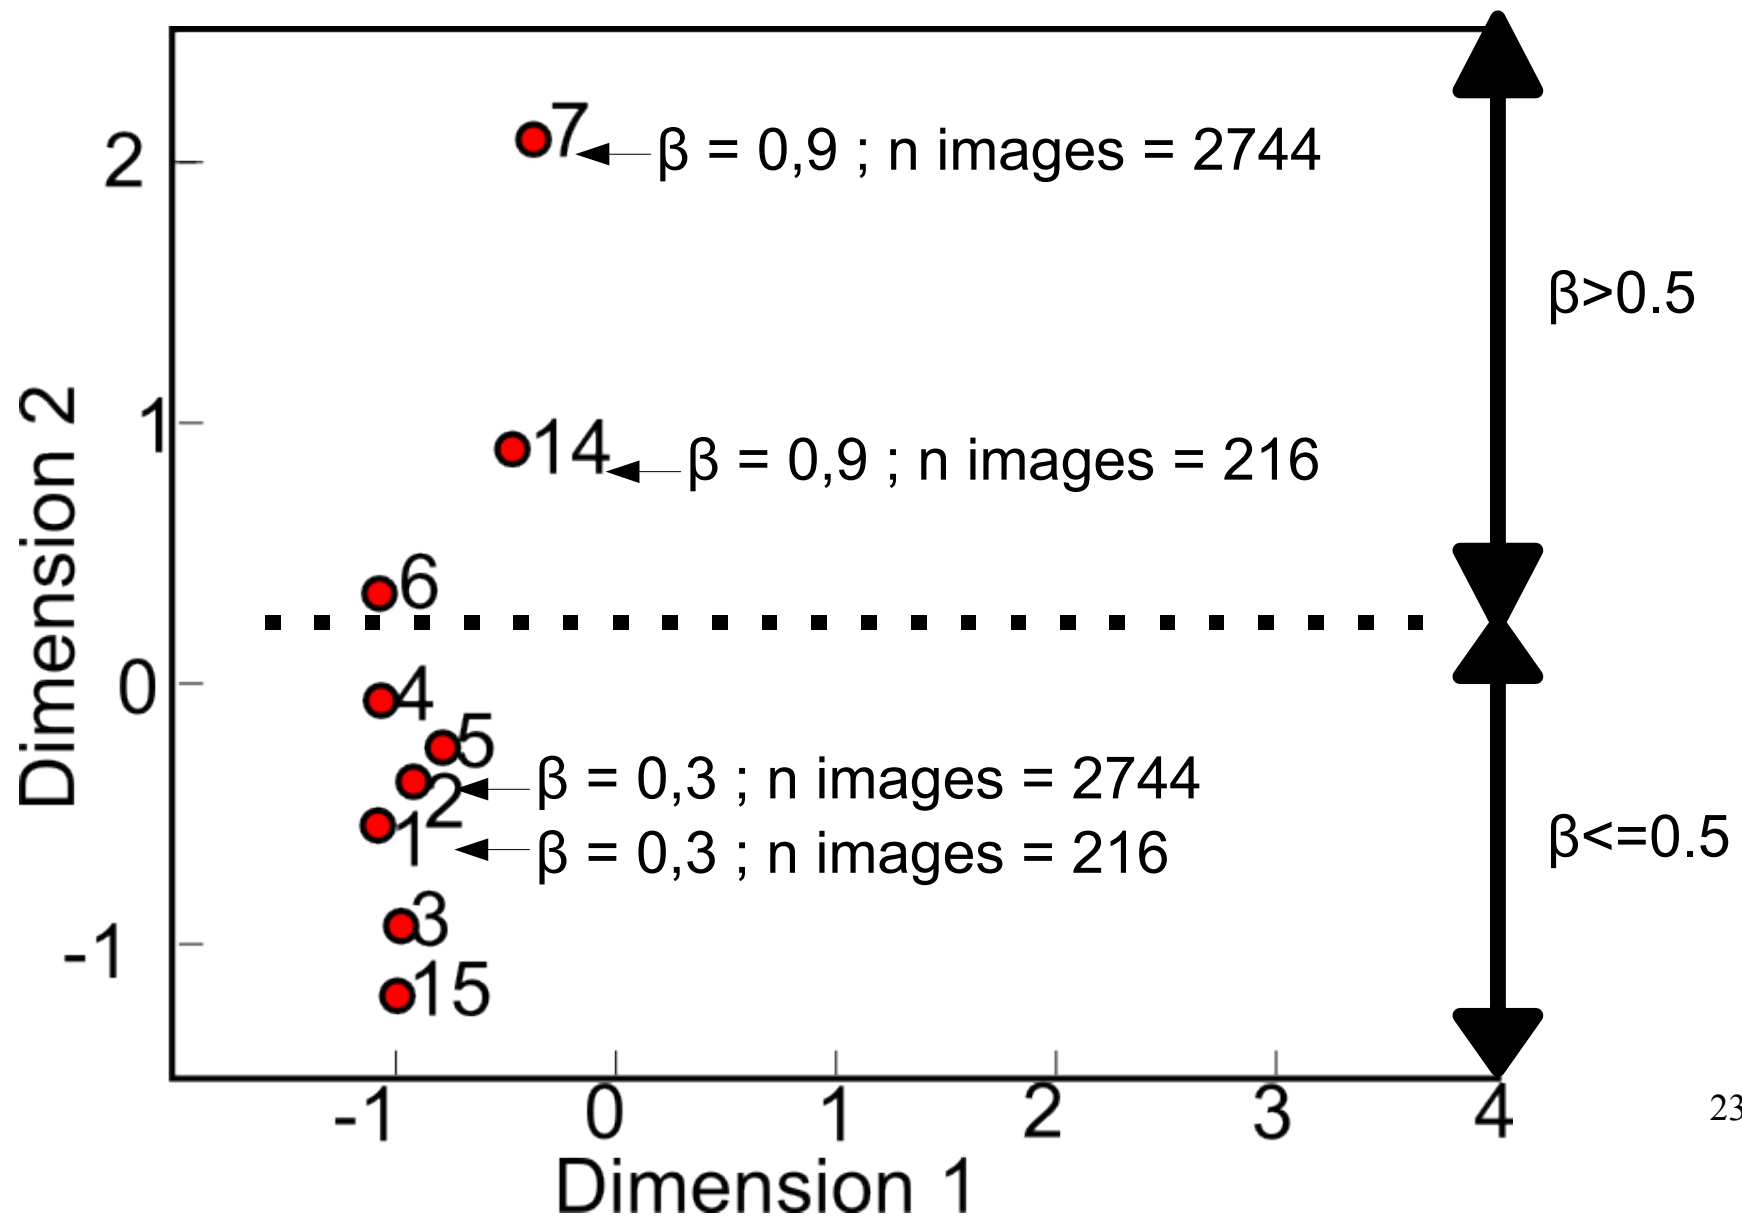 7
β = 0,9 ; n images = 2744
2
β>0.5
1
14
β = 0,9 ; n images = 216
Dimension 2
6
0
4
5
2
β = 0,3 ; n images = 2744
1
β = 0,3 ; n images = 216
β<=0.5
3
-1
15
-1 0 1 2 3 4
23
Dimension 1